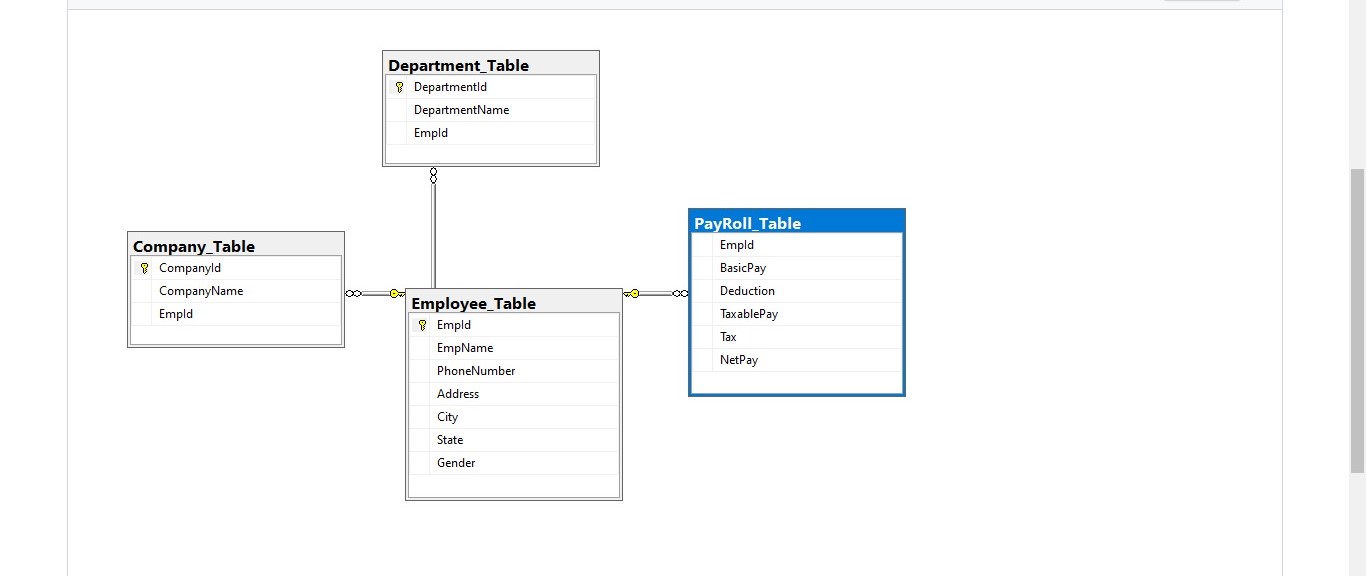 Department_Table
DepartmentId
DepartmentName
EmpId
Company_Table
CompanyId
CompanyName
EmpId
Employee_Table
EmpId
EmpName
PhoneNumber
Address
City
State
Gender
PayRoll_Table
EmpId
BasicPay
Deduction
TaxablePay
Tax
NetPay